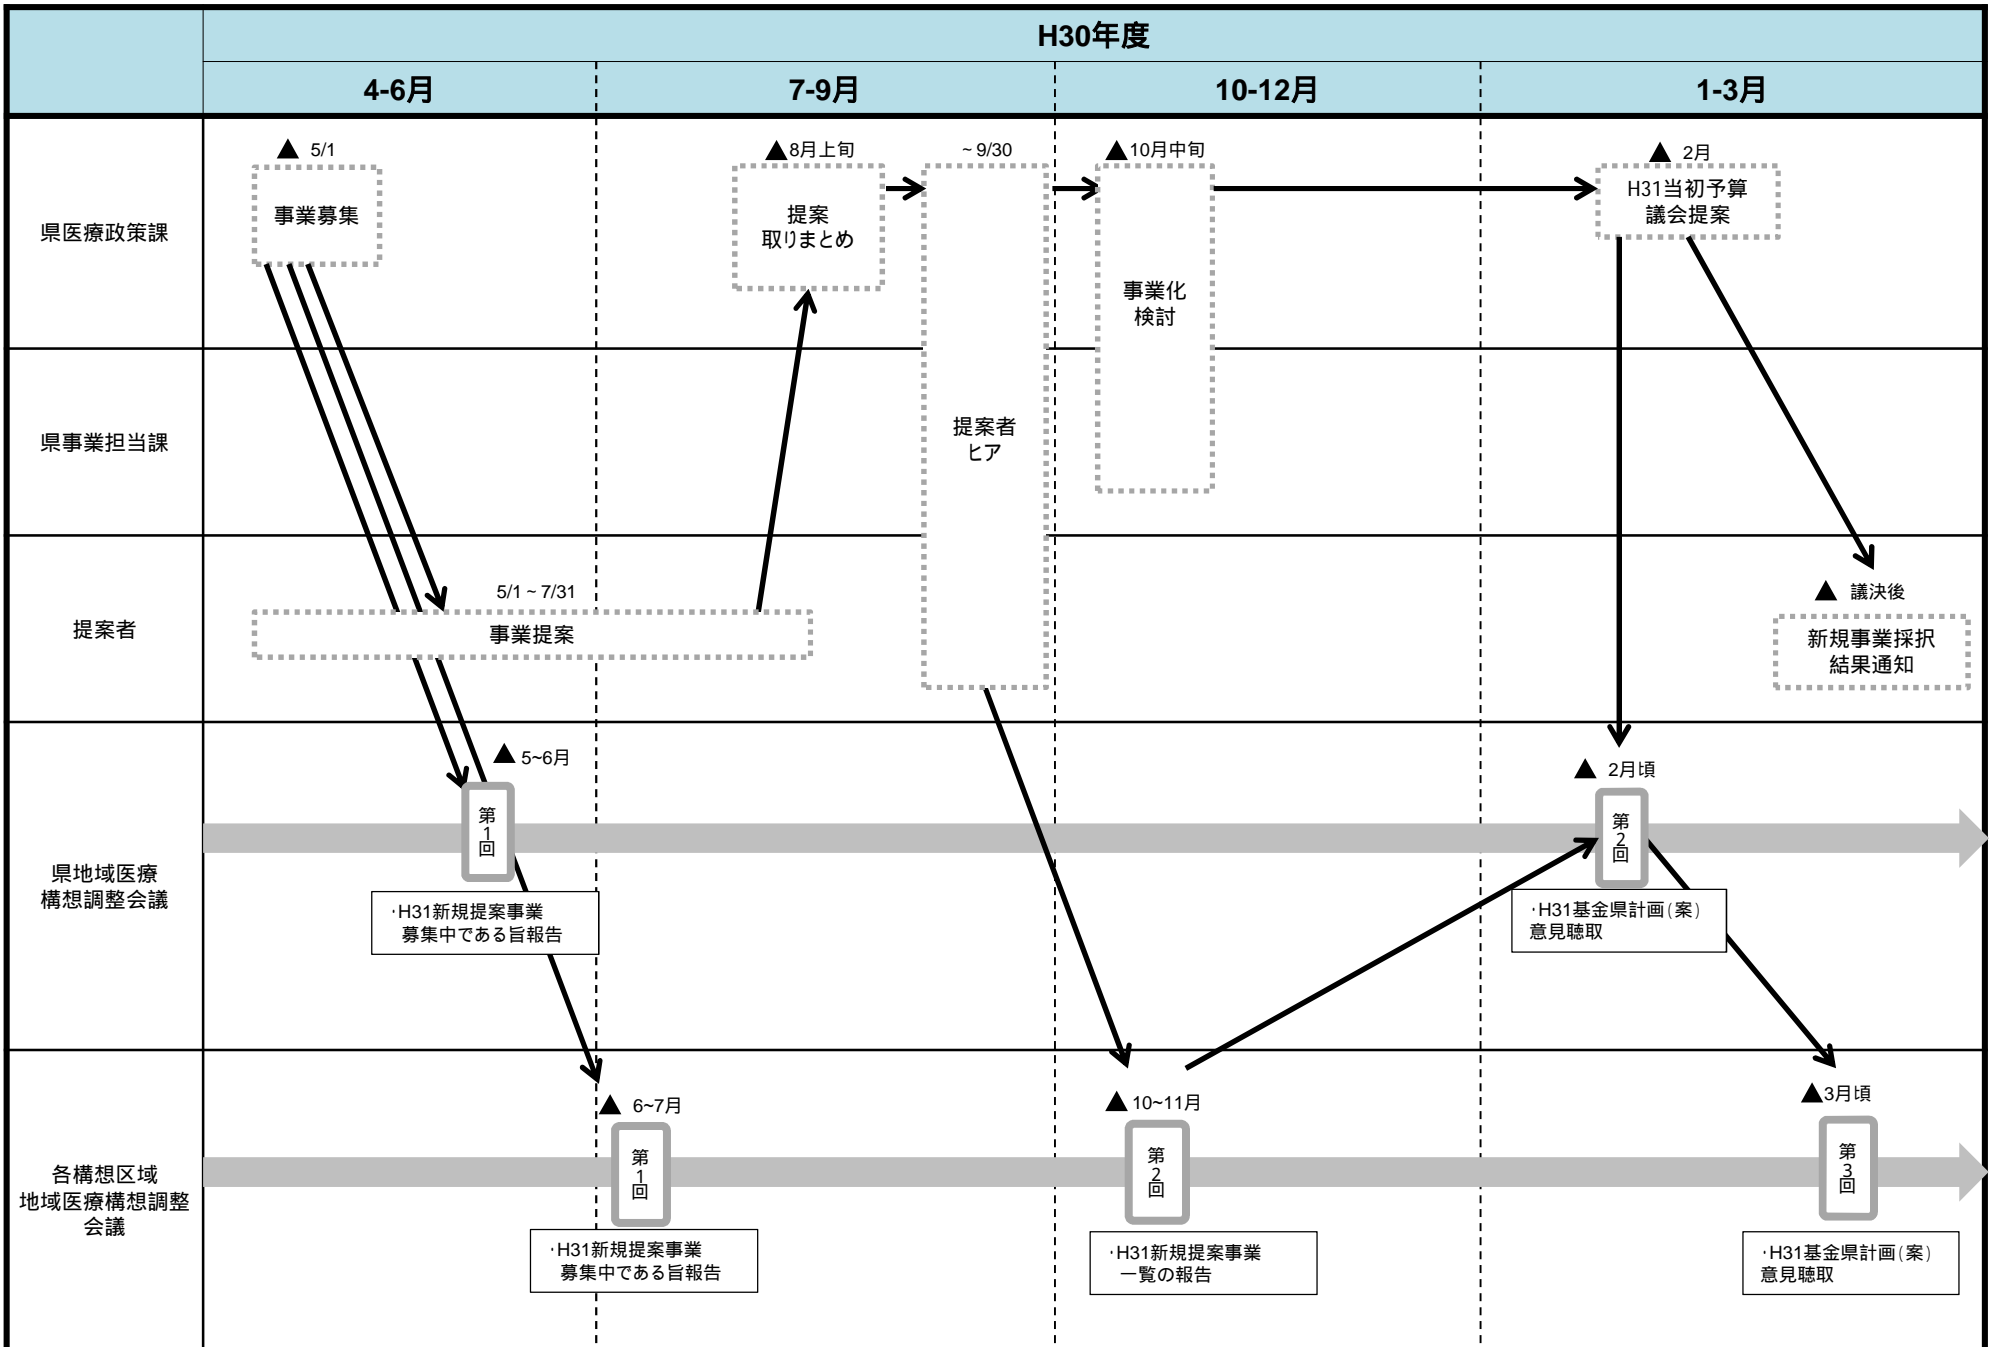 H30年度
4-6月
7-9月
10-12月
1-3月
県医療政策課
▲ 5/1
事業募集
▲8月上旬
提案
取りまとめ
~ 9/30
提案者
ヒア
▲10月中旬
事業化
検討
▲ 2月
H31当初予算
議会提案
県事業担当課
提案者
5/1 ~ 7/31
事業提案
▲ 議決後
新規事業採択
結果通知
県地域医療
構想調整会議
▲ 5~6月
第1回
・H31新規提案事業
募集中である旨報告
▲ 2月頃
第2回
・H31基金県計画(案)
意見聴取
各構想区域
地域医療構想調整
会議
▲ 6~7月
第1回
・H31新規提案事業
募集中である旨報告
▲ 10~11月
第2回
・H31新規提案事業
一覧の報告
▲3月頃
第3回
・H31基金県計画(案)
意見聴取